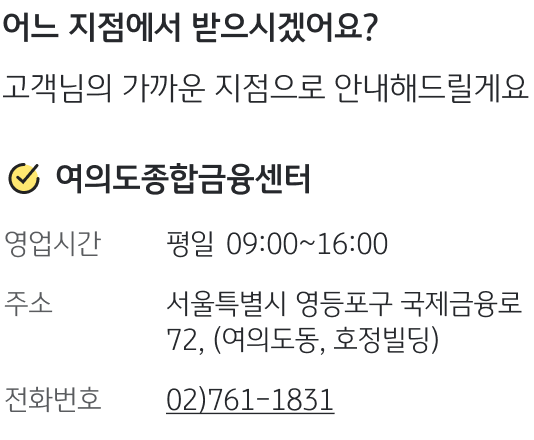 어느 지점에서 받으시겠어요?
고객님의 가까운 지점으로 안내해드릴게요
여의도종합금융센터
영업시간 평일 09:00~16:00
주소 서울특별시 영등포구 국제금융로
72, (여의도동, 호정빌딩)
전화번호 02)761-1831